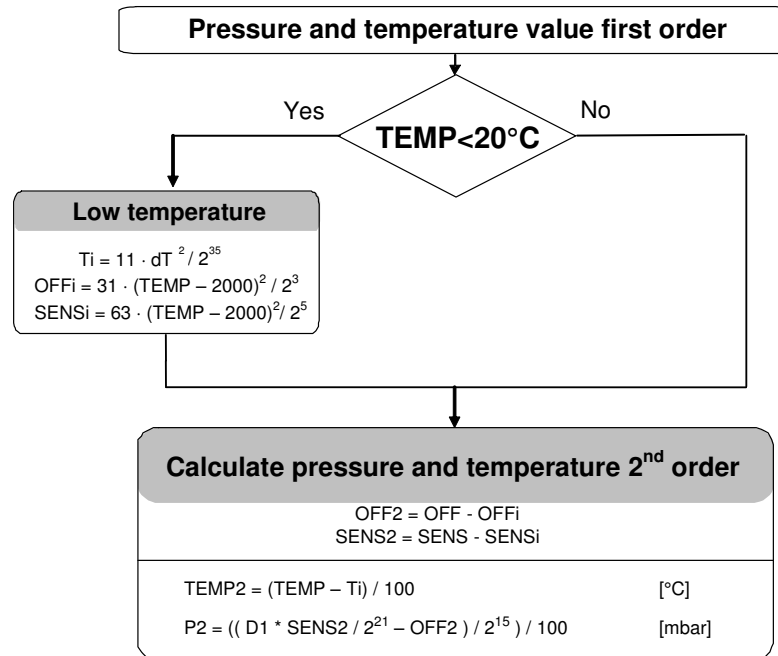 Pressure and temperature value first order
Yes
No
TEMP<20°C
Low temperature
Ti = 11 · dT ² / 2³⁵
OFFi = 31 · (TEMP – 2000)² / 2³
SENSi = 63 · (TEMP – 2000)²/ 2⁵
Calculate pressure and temperature 2ⁿᵈ order
OFF2 = OFF - OFFi
SENS2 = SENS - SENSi
TEMP2 = (TEMP – Ti) / 100 [°C]
P2 = (( D1 * SENS2 / 2²¹ – OFF2 ) / 2¹⁵ ) / 100 [mbar]